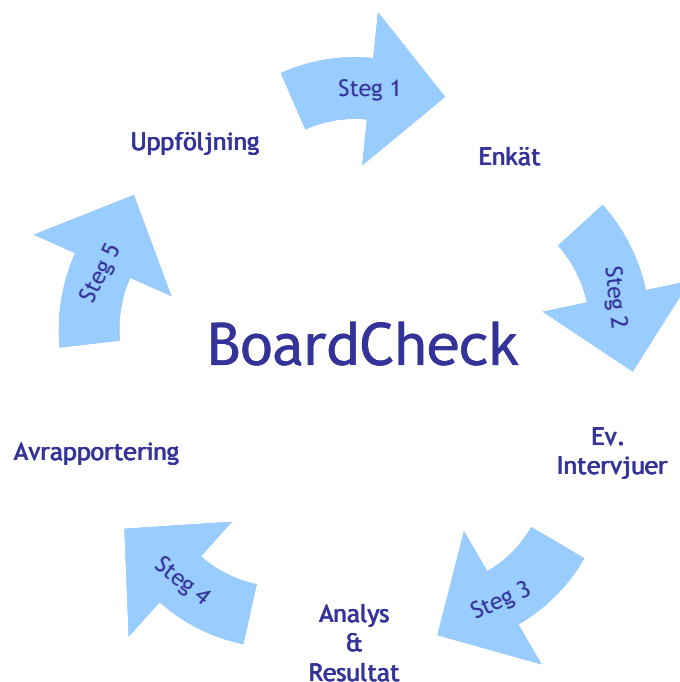 Steg 1
Enkät
Steg 2
Ev.
Intervjuer
Steg 3
Analys
&
Resultat
Steg 4
Avrapportering
Steg 5
Uppföljning
BoardCheck